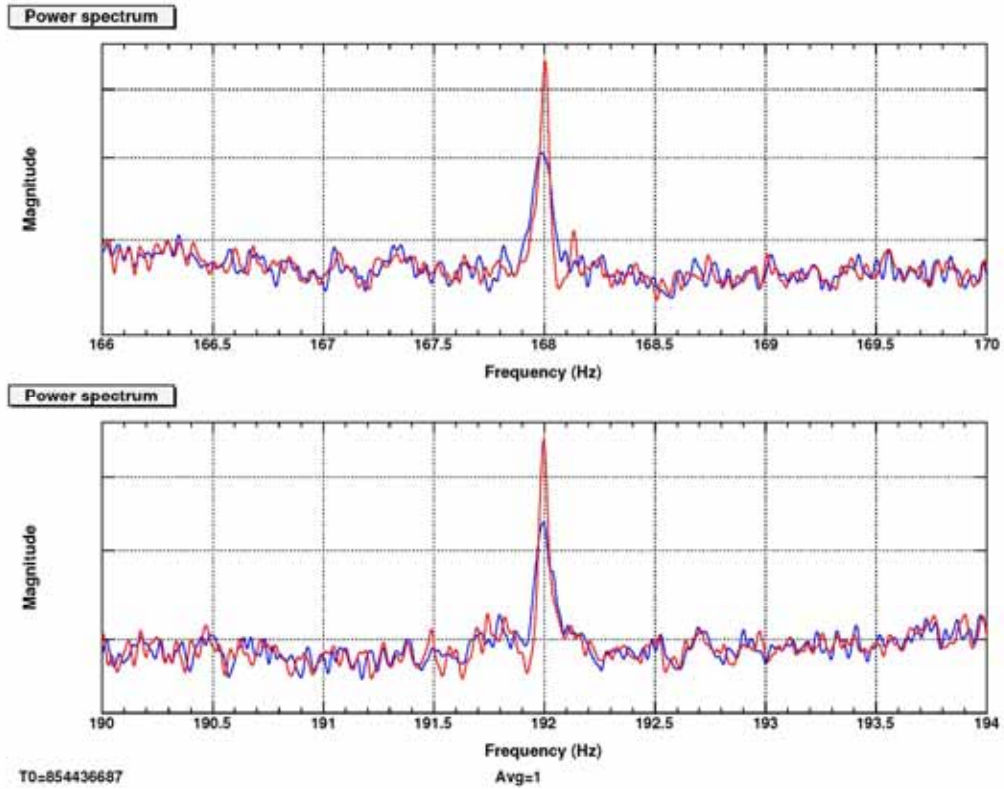 Power spectrum
Magnitude
166 166.5 167 167.5 168 168.5 169 169.5 170
Frequency (Hz)
Power spectrum
Magnitude
190 190.5 191 191.5 192 192.5 193 193.5 194
Frequency (Hz)
T0=854436687 Avg=1